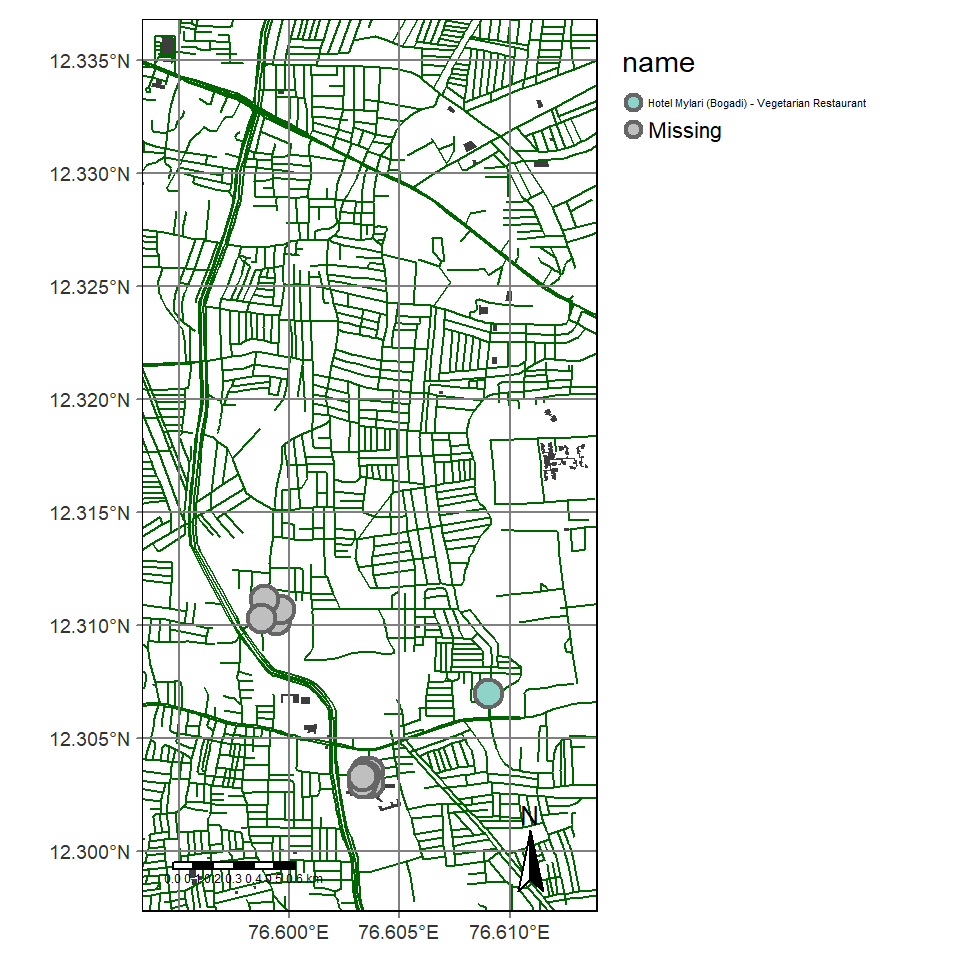 name
Hotel Mylari (Bogadi) - Vegetarian Restaurant
Missing
12.335°N
12.330°N
12.325°N
12.320°N
12.315°N
12.310°N
12.305°N
12.300°N
N
0.0 0.1 0.2 0.3 0.4 0.5 0.6 km
76.600°E 76.605°E 76.610°E